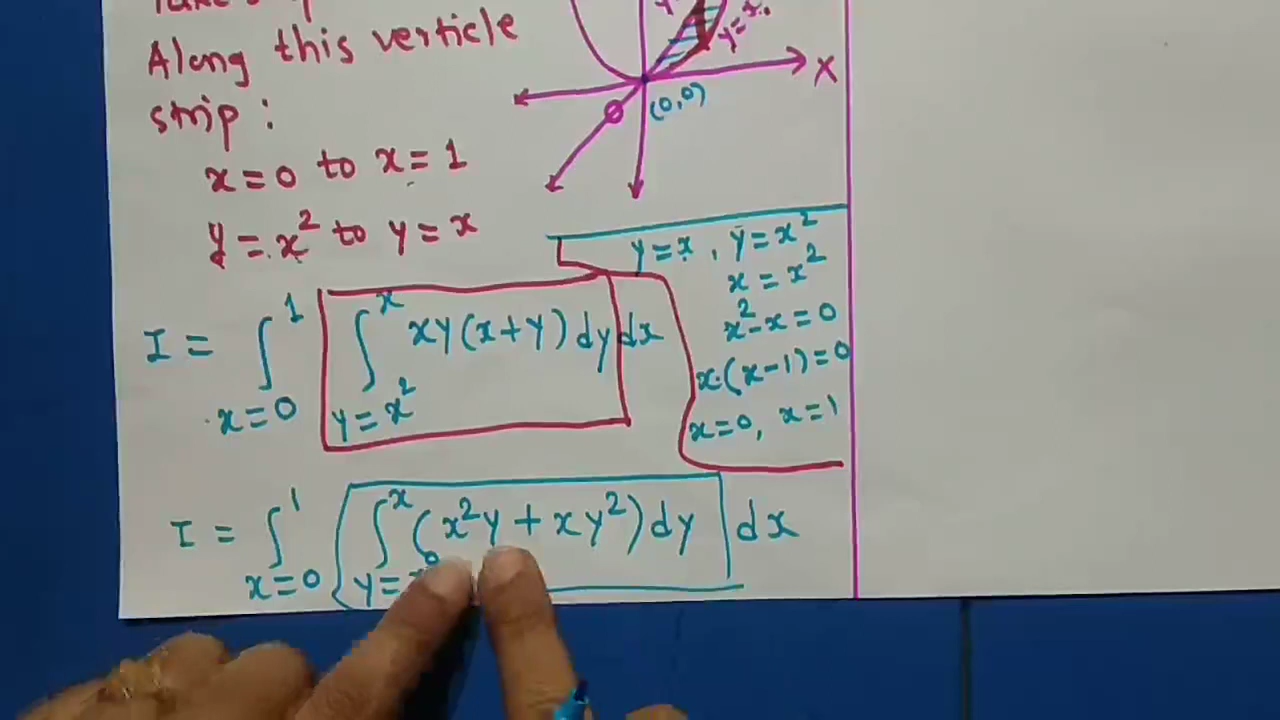 Along this verticle
strip :
x = 0 to x = 1
y = x² to y = x
X
(0,0)
y = x , y = x²
x = x²
x² - x = 0
x·(x-1) = 0
x = 0, x = 1
I = ∫_{x=0}^{1} ∫_{y=x²}^{x} xy(x+y) dy dx
I = ∫_{x=0}^{1} ∫^{x} (x²y + xy²) dy dx